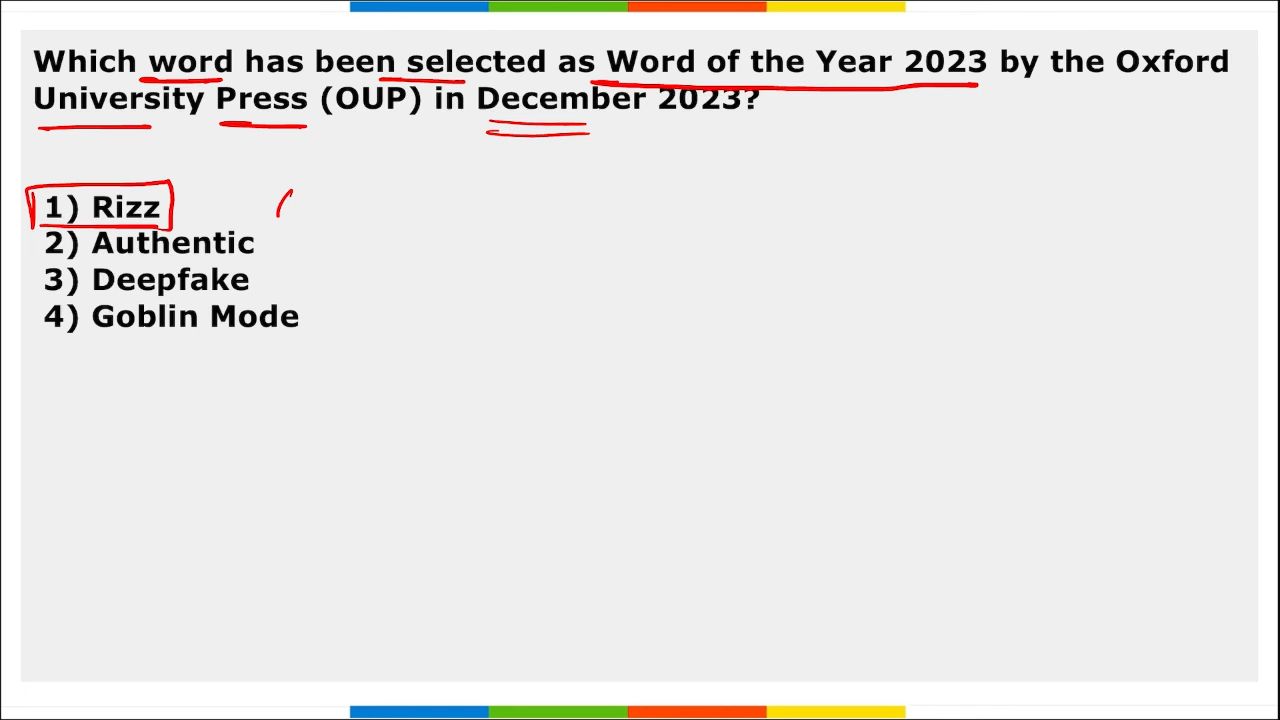 Which word has been selected as Word of the Year 2023 by the Oxford
University Press (OUP) in December 2023?
1) Rizz
2) Authentic
3) Deepfake
4) Goblin Mode